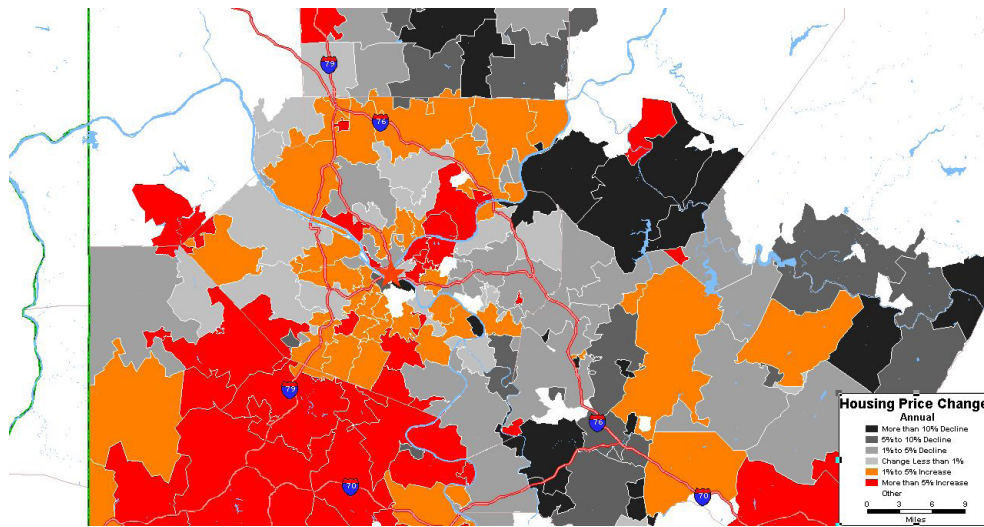 79
76
79
76
70
70
Housing Price Change
Annual
More than 10% Decline
5% to 10% Decline
1% to 5% Decline
Change Less than 1%
1% to 5% Increase
More than 5% Increase
Other
0 3 6 9
Miles